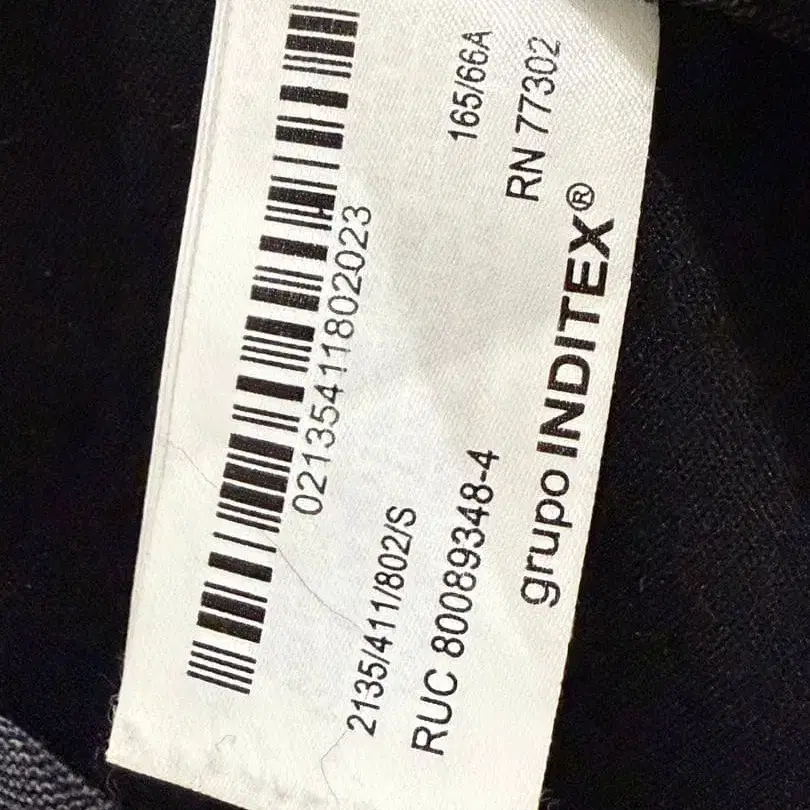 02135411802023
2135/411/802/S
165/66A
RUC 80089348-4
RN 77302
grupo INDITEX®